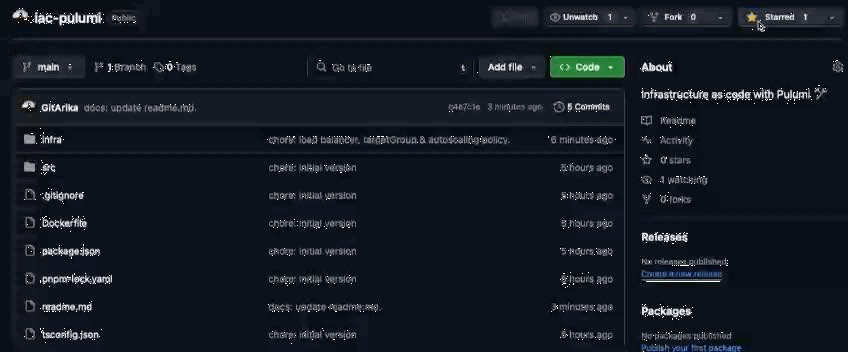 iac-pulumi Public
Unwatch 1
Fork 0
Starred 1
main
1 Branch
0 Tags
Go to file
t
Add file
Code
GitArika docs: update readme.md.
3 minutes ago
5 Commits
infra chore: load balancer, targetGroup & autoscaling policy. 6 minutes ago
src chore: initial version 5 hours ago
.gitignore chore: initial version 5 hours ago
Dockerfile chore: initial version 5 hours ago
package.json chore: initial version 5 hours ago
pnpm-lock.yaml chore: initial version 5 hours ago
readme.md docs: update readme.md. 3 minutes ago
tsconfig.json chore: initial version 5 hours ago
About
Infrastructure as code with Pulumi
Readme
Activity
0 stars
1 watching
0 forks
Releases
No releases published
Create a new release
Packages
No packages published
Publish your first package